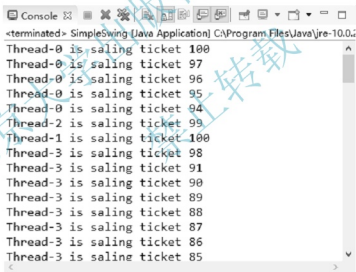 Console
<terminated> SimpleSwing [Java Application] C:\Program Files\Java\jre-10.0.2
Thread-0 is saling ticket 100
Thread-0 is saling ticket 97
Thread-0 is saling ticket 96
Thread-0 is saling ticket 95
Thread-0 is saling ticket 94
Thread-2 is saling ticket 99
Thread-1 is saling ticket 100
Thread-3 is saling ticket 98
Thread-3 is saling ticket 91
Thread-3 is saling ticket 90
Thread-3 is saling ticket 89
Thread-3 is saling ticket 88
Thread-3 is saling ticket 87
Thread-3 is saling ticket 86
Thread-3 is saling ticket 85
禁止转载